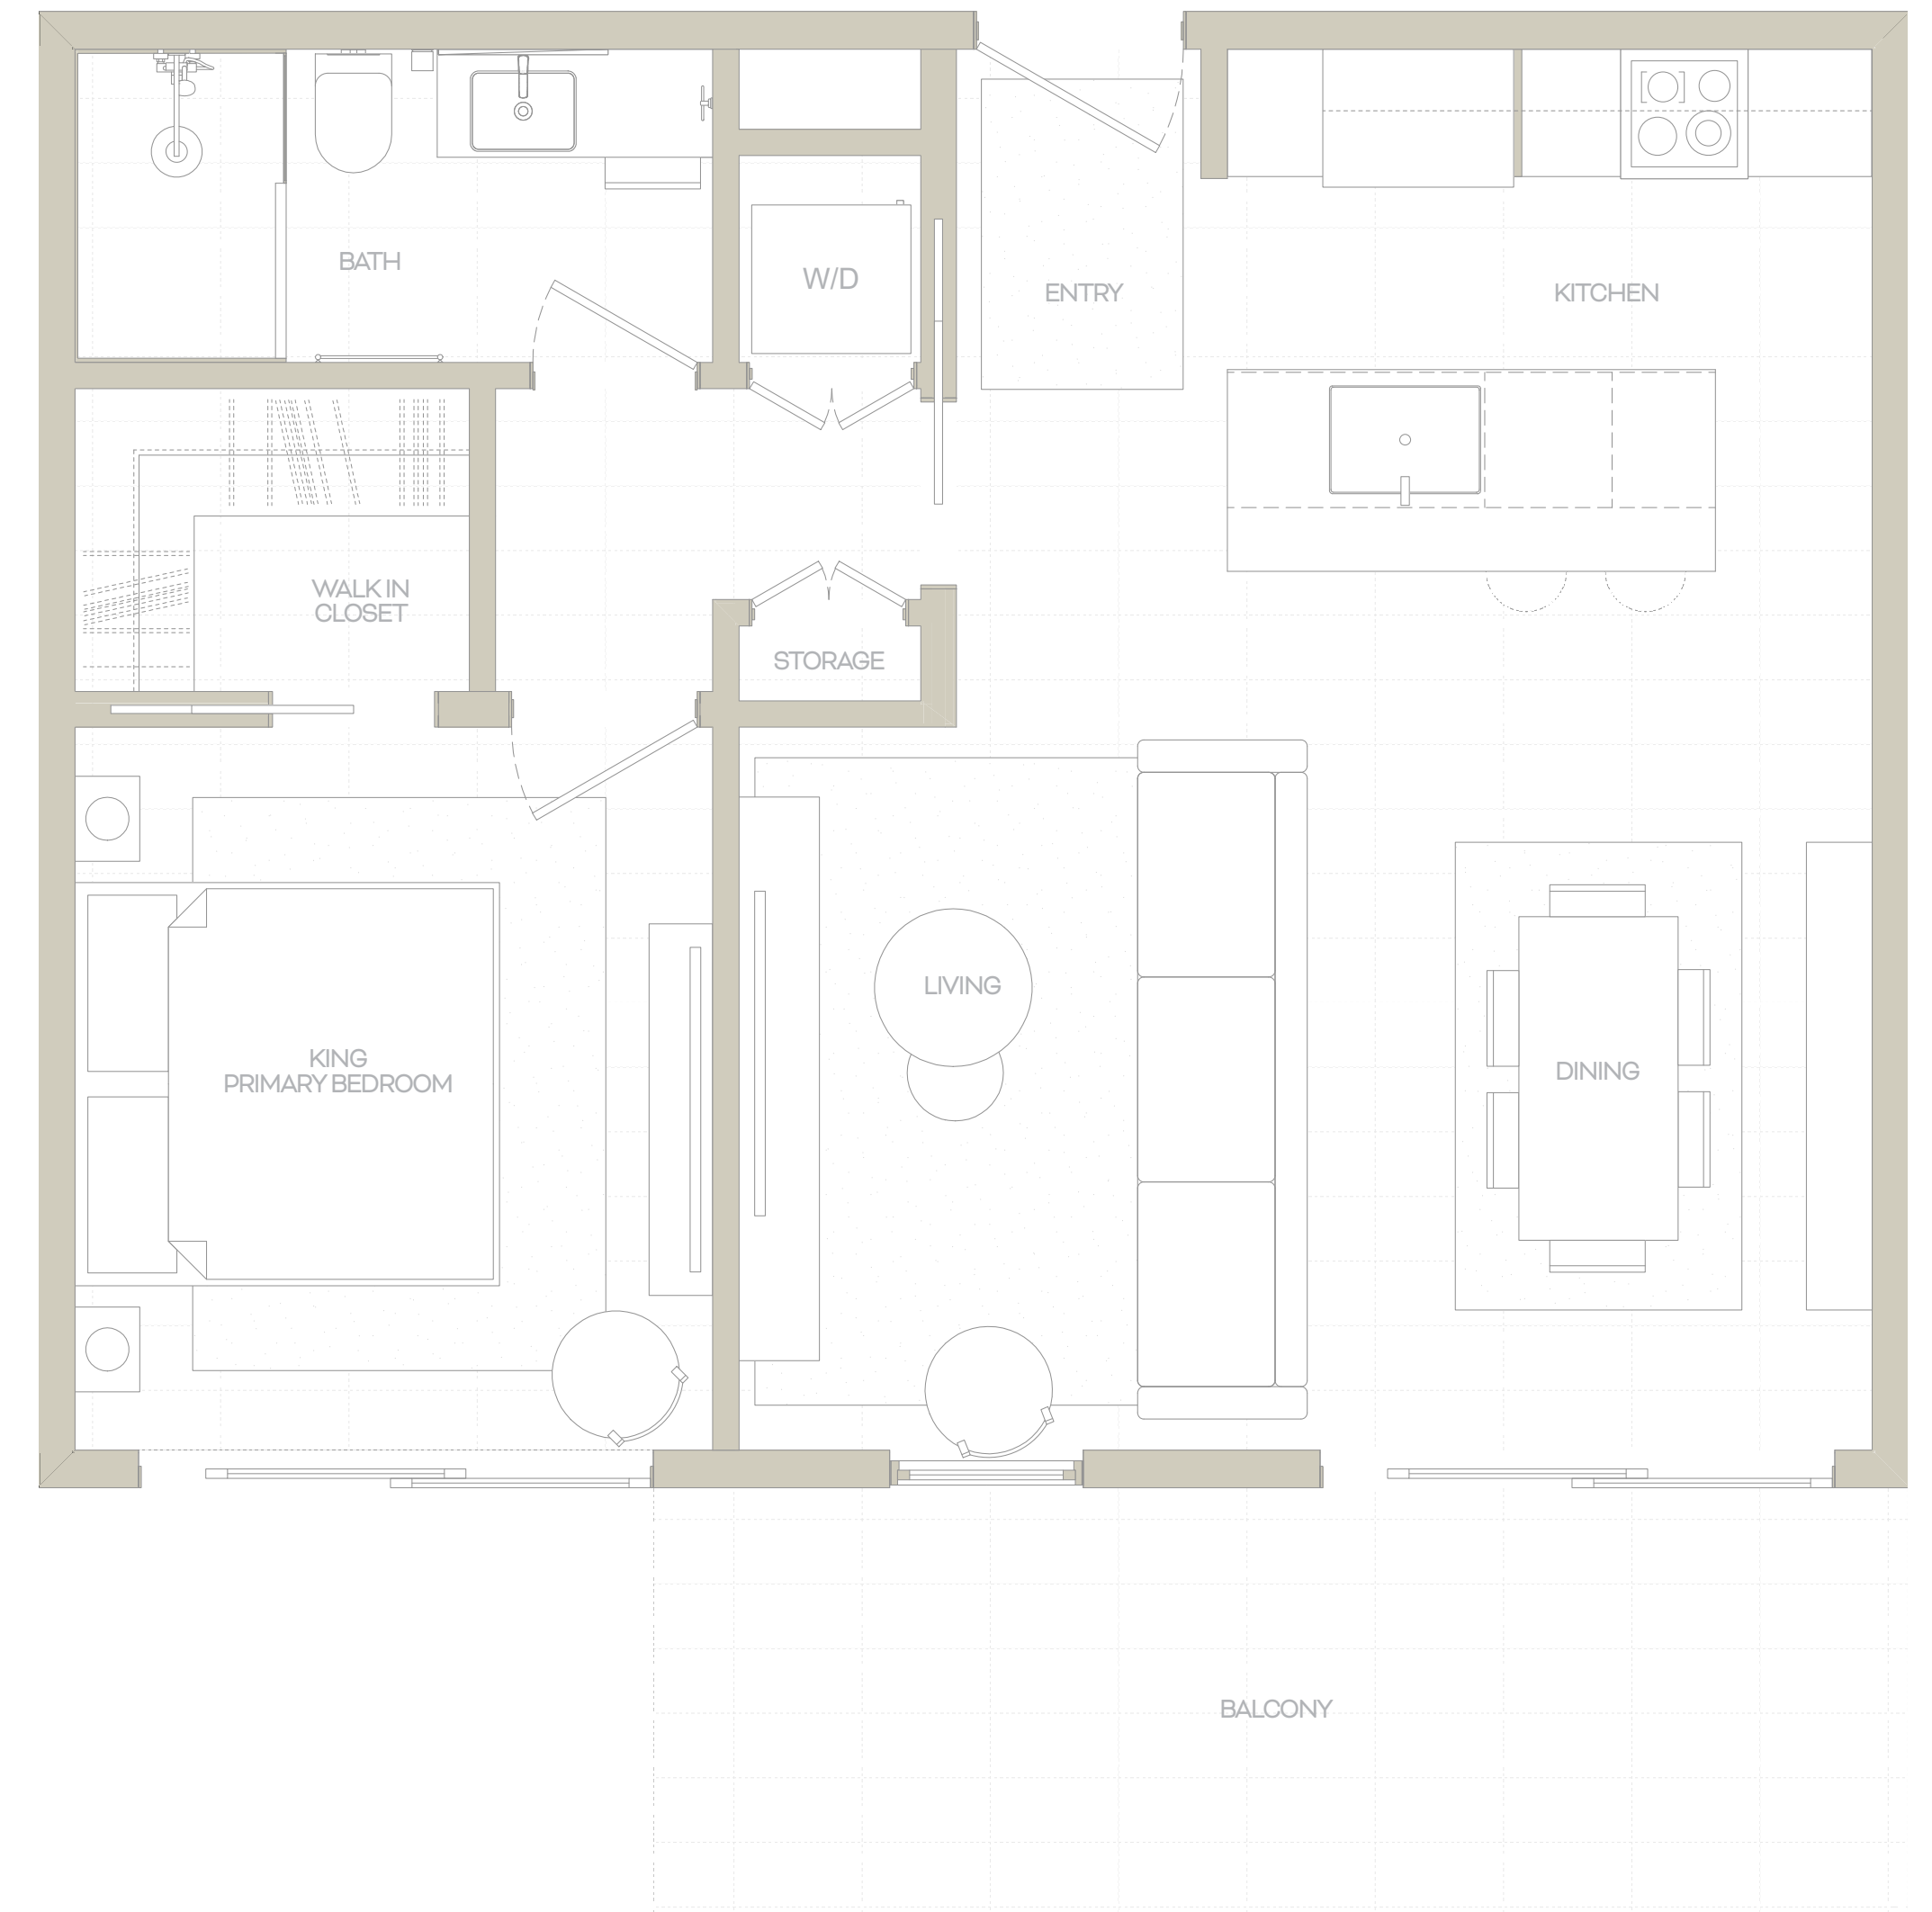 BATH
W/D
ENTRY
KITCHEN
WALK IN
CLOSET
STORAGE
LIVING
KING
PRIMARY BEDROOM
DINING
BALCONY